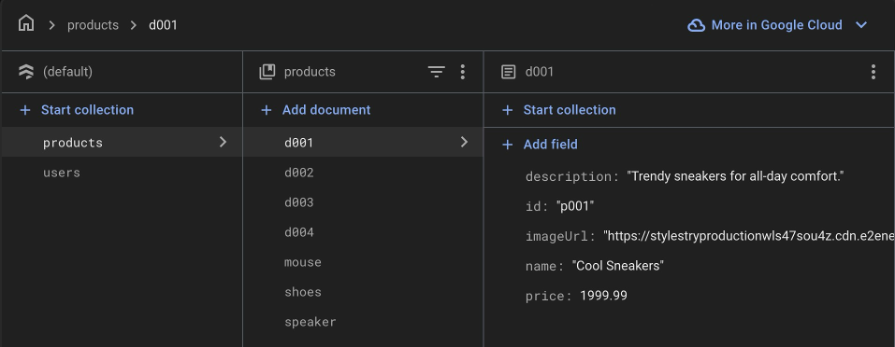 products > d001
More in Google Cloud
(default)
products
d001
+ Start collection
+ Add document
+ Start collection
products
users
d001
d002
d003
d004
mouse
shoes
speaker
+ Add field
description: "Trendy sneakers for all-day comfort."
id: "p001"
imageUrl: "https://stylestryproductionwls47sou4z.cdn.e2ene
name: "Cool Sneakers"
price: 1999.99